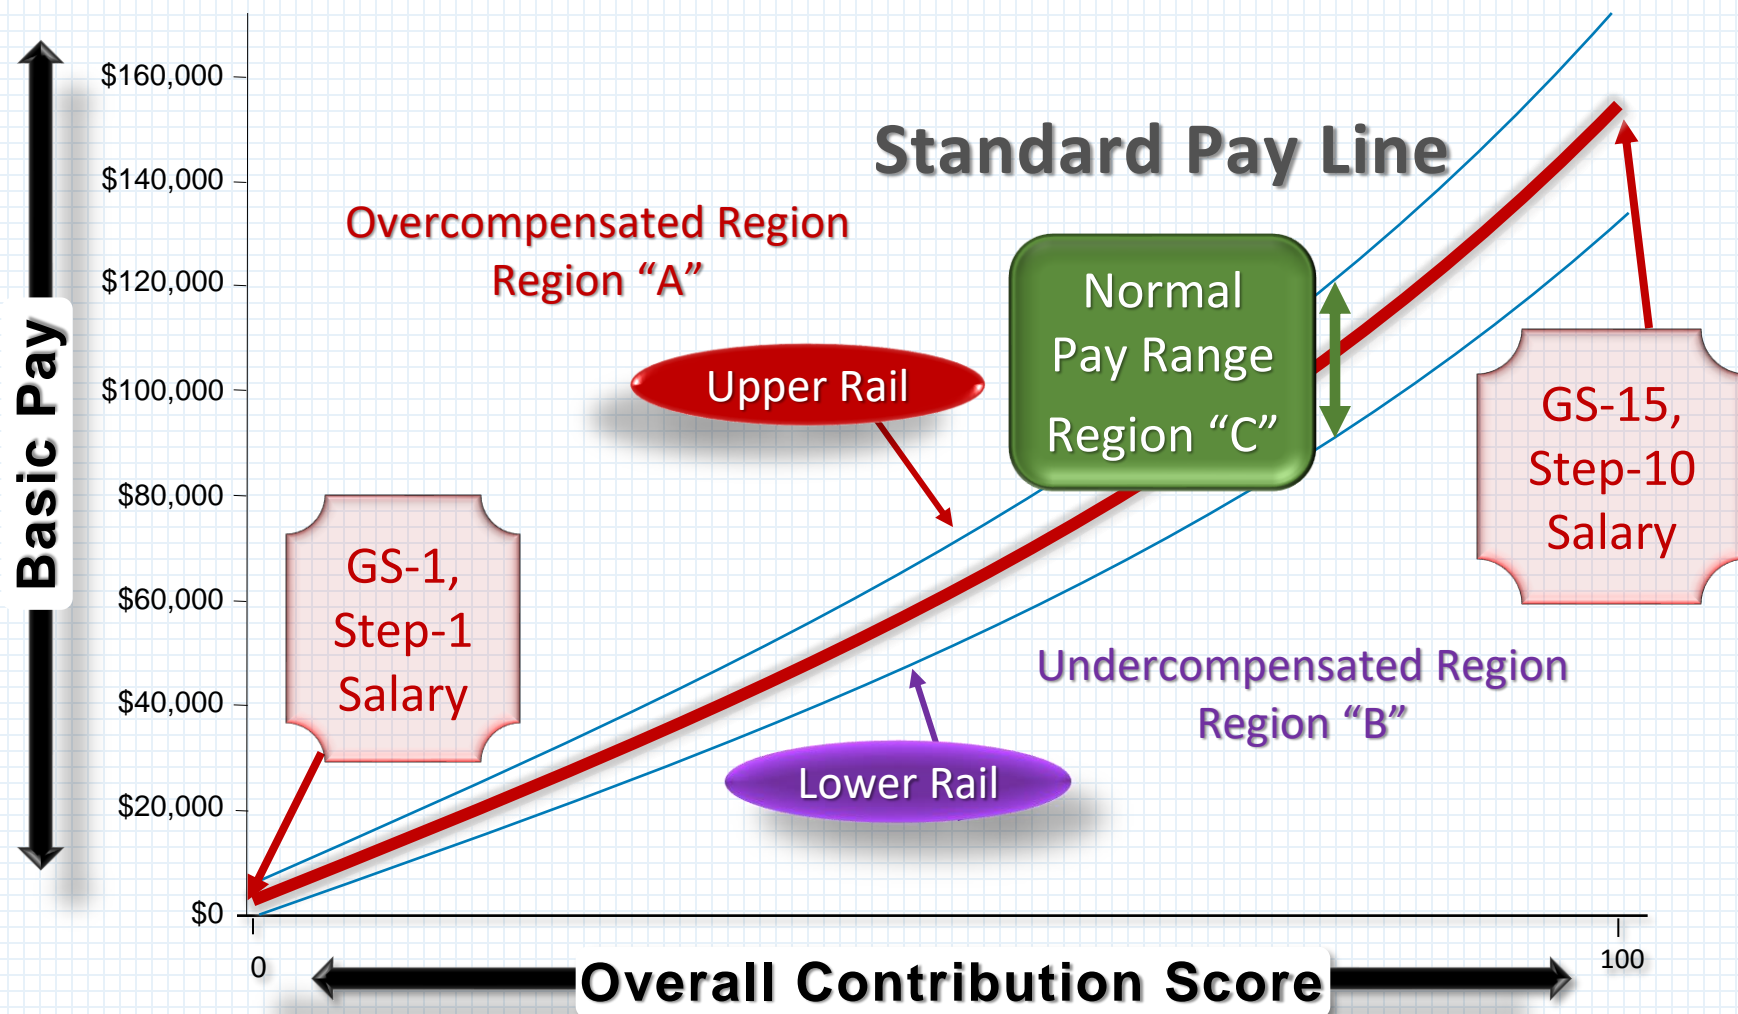 Standard Pay Line
$160,000
$140,000
$120,000
$100,000
$80,000
$60,000
$40,000
$20,000
$0
Basic Pay
Overcompensated Region
Region “A”
Upper Rail
Normal
Pay Range
Region “C”
GS-15,
Step-10
Salary
GS-1,
Step-1
Salary
Undercompensated Region
Region “B”
Lower Rail
0
100
Overall Contribution Score